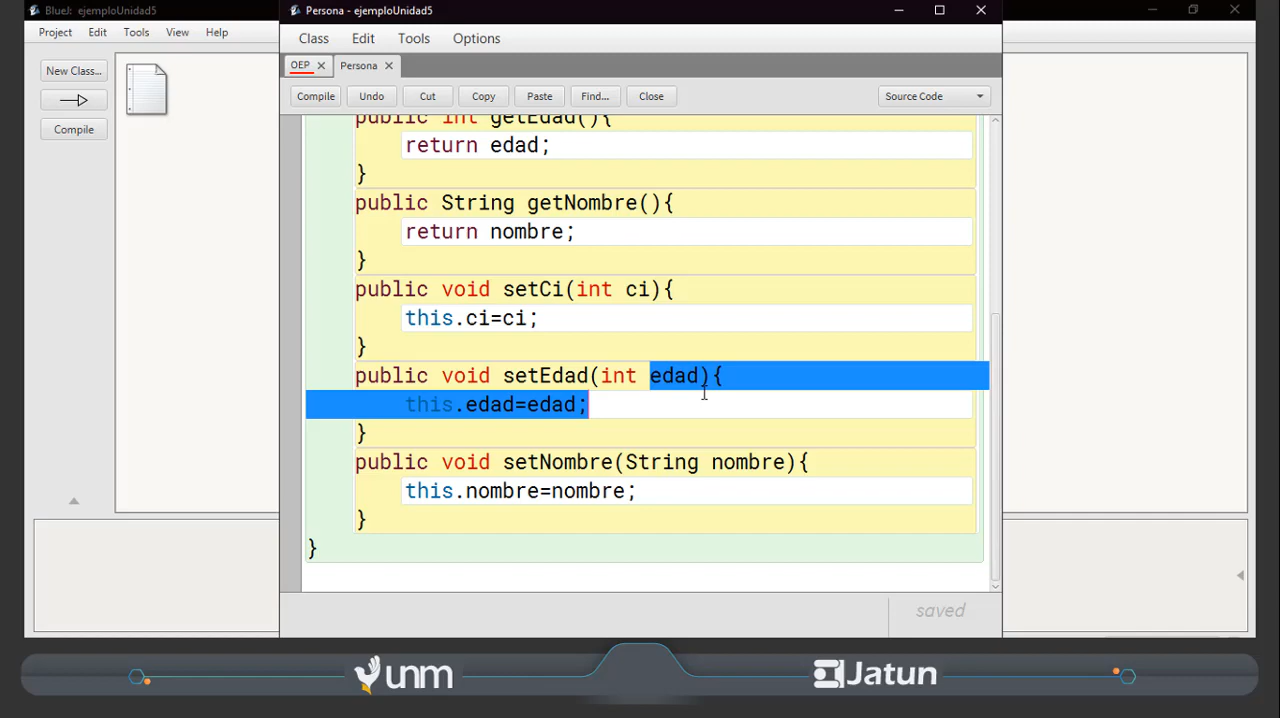 BlueJ: ejemploUnidad5
Persona - ejemploUnidad5
Project Edit Tools View Help
Class Edit Tools Options
New Class...
Compile
OEP
Persona
Compile Undo Cut Copy Paste Find... Close Source Code
public int getEdad(){
return edad;
}
public String getNombre(){
return nombre;
}
public void setCi(int ci){
this.ci=ci;
}
public void setEdad(int edad){
this.edad=edad;
}
public void setNombre(String nombre){
this.nombre=nombre;
}
}
saved
unm
Jatun